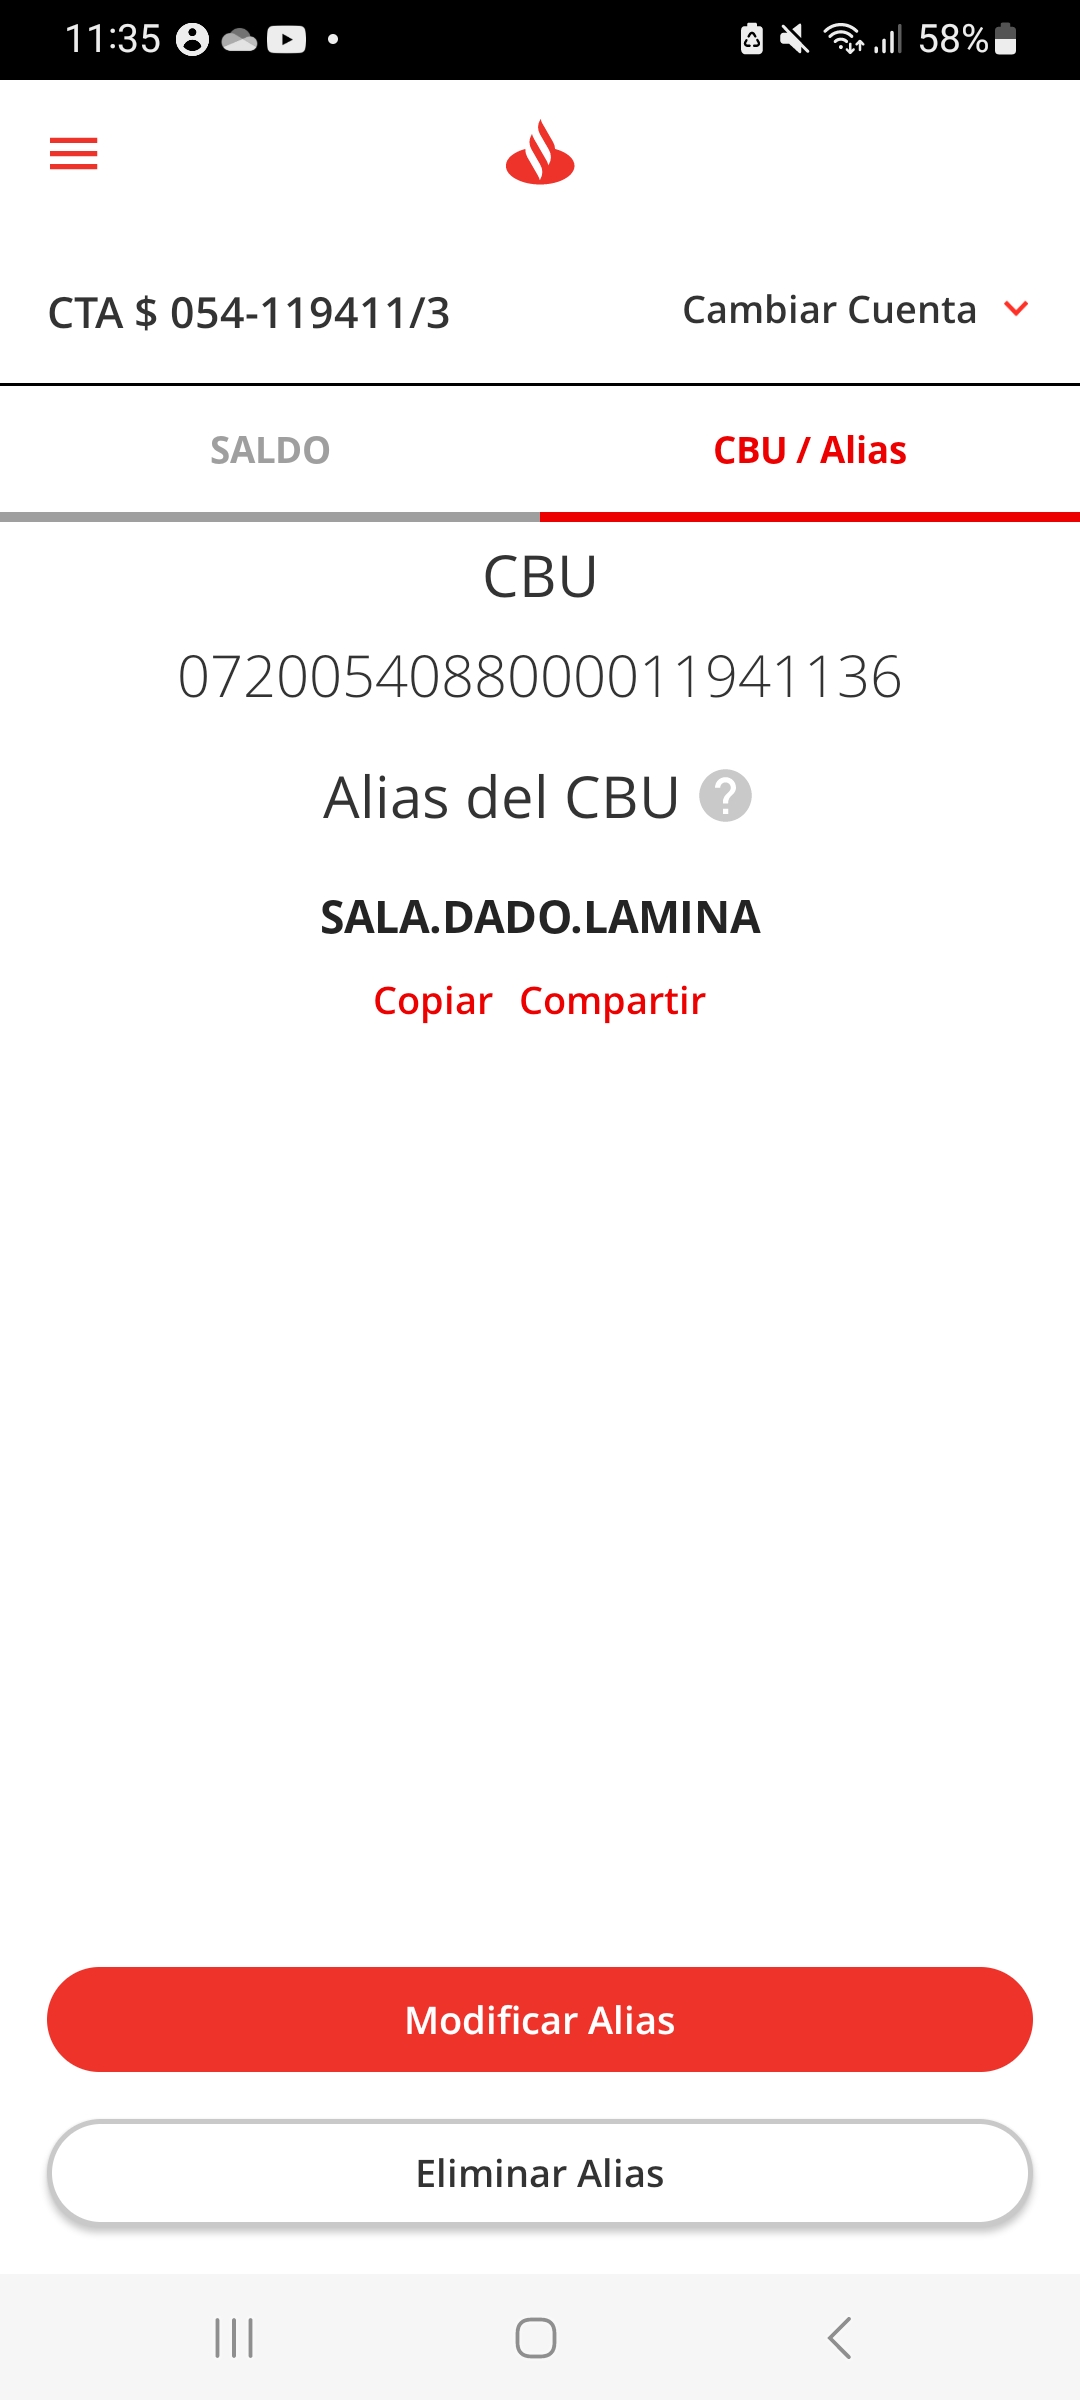 11:35 58%
CTA $ 054-119411/3 Cambiar Cuenta
SALDO CBU / Alias
CBU
0720054088000011941136
Alias del CBU ?
SALA.DADO.LAMINA
Copiar Compartir
Modificar Alias
Eliminar Alias